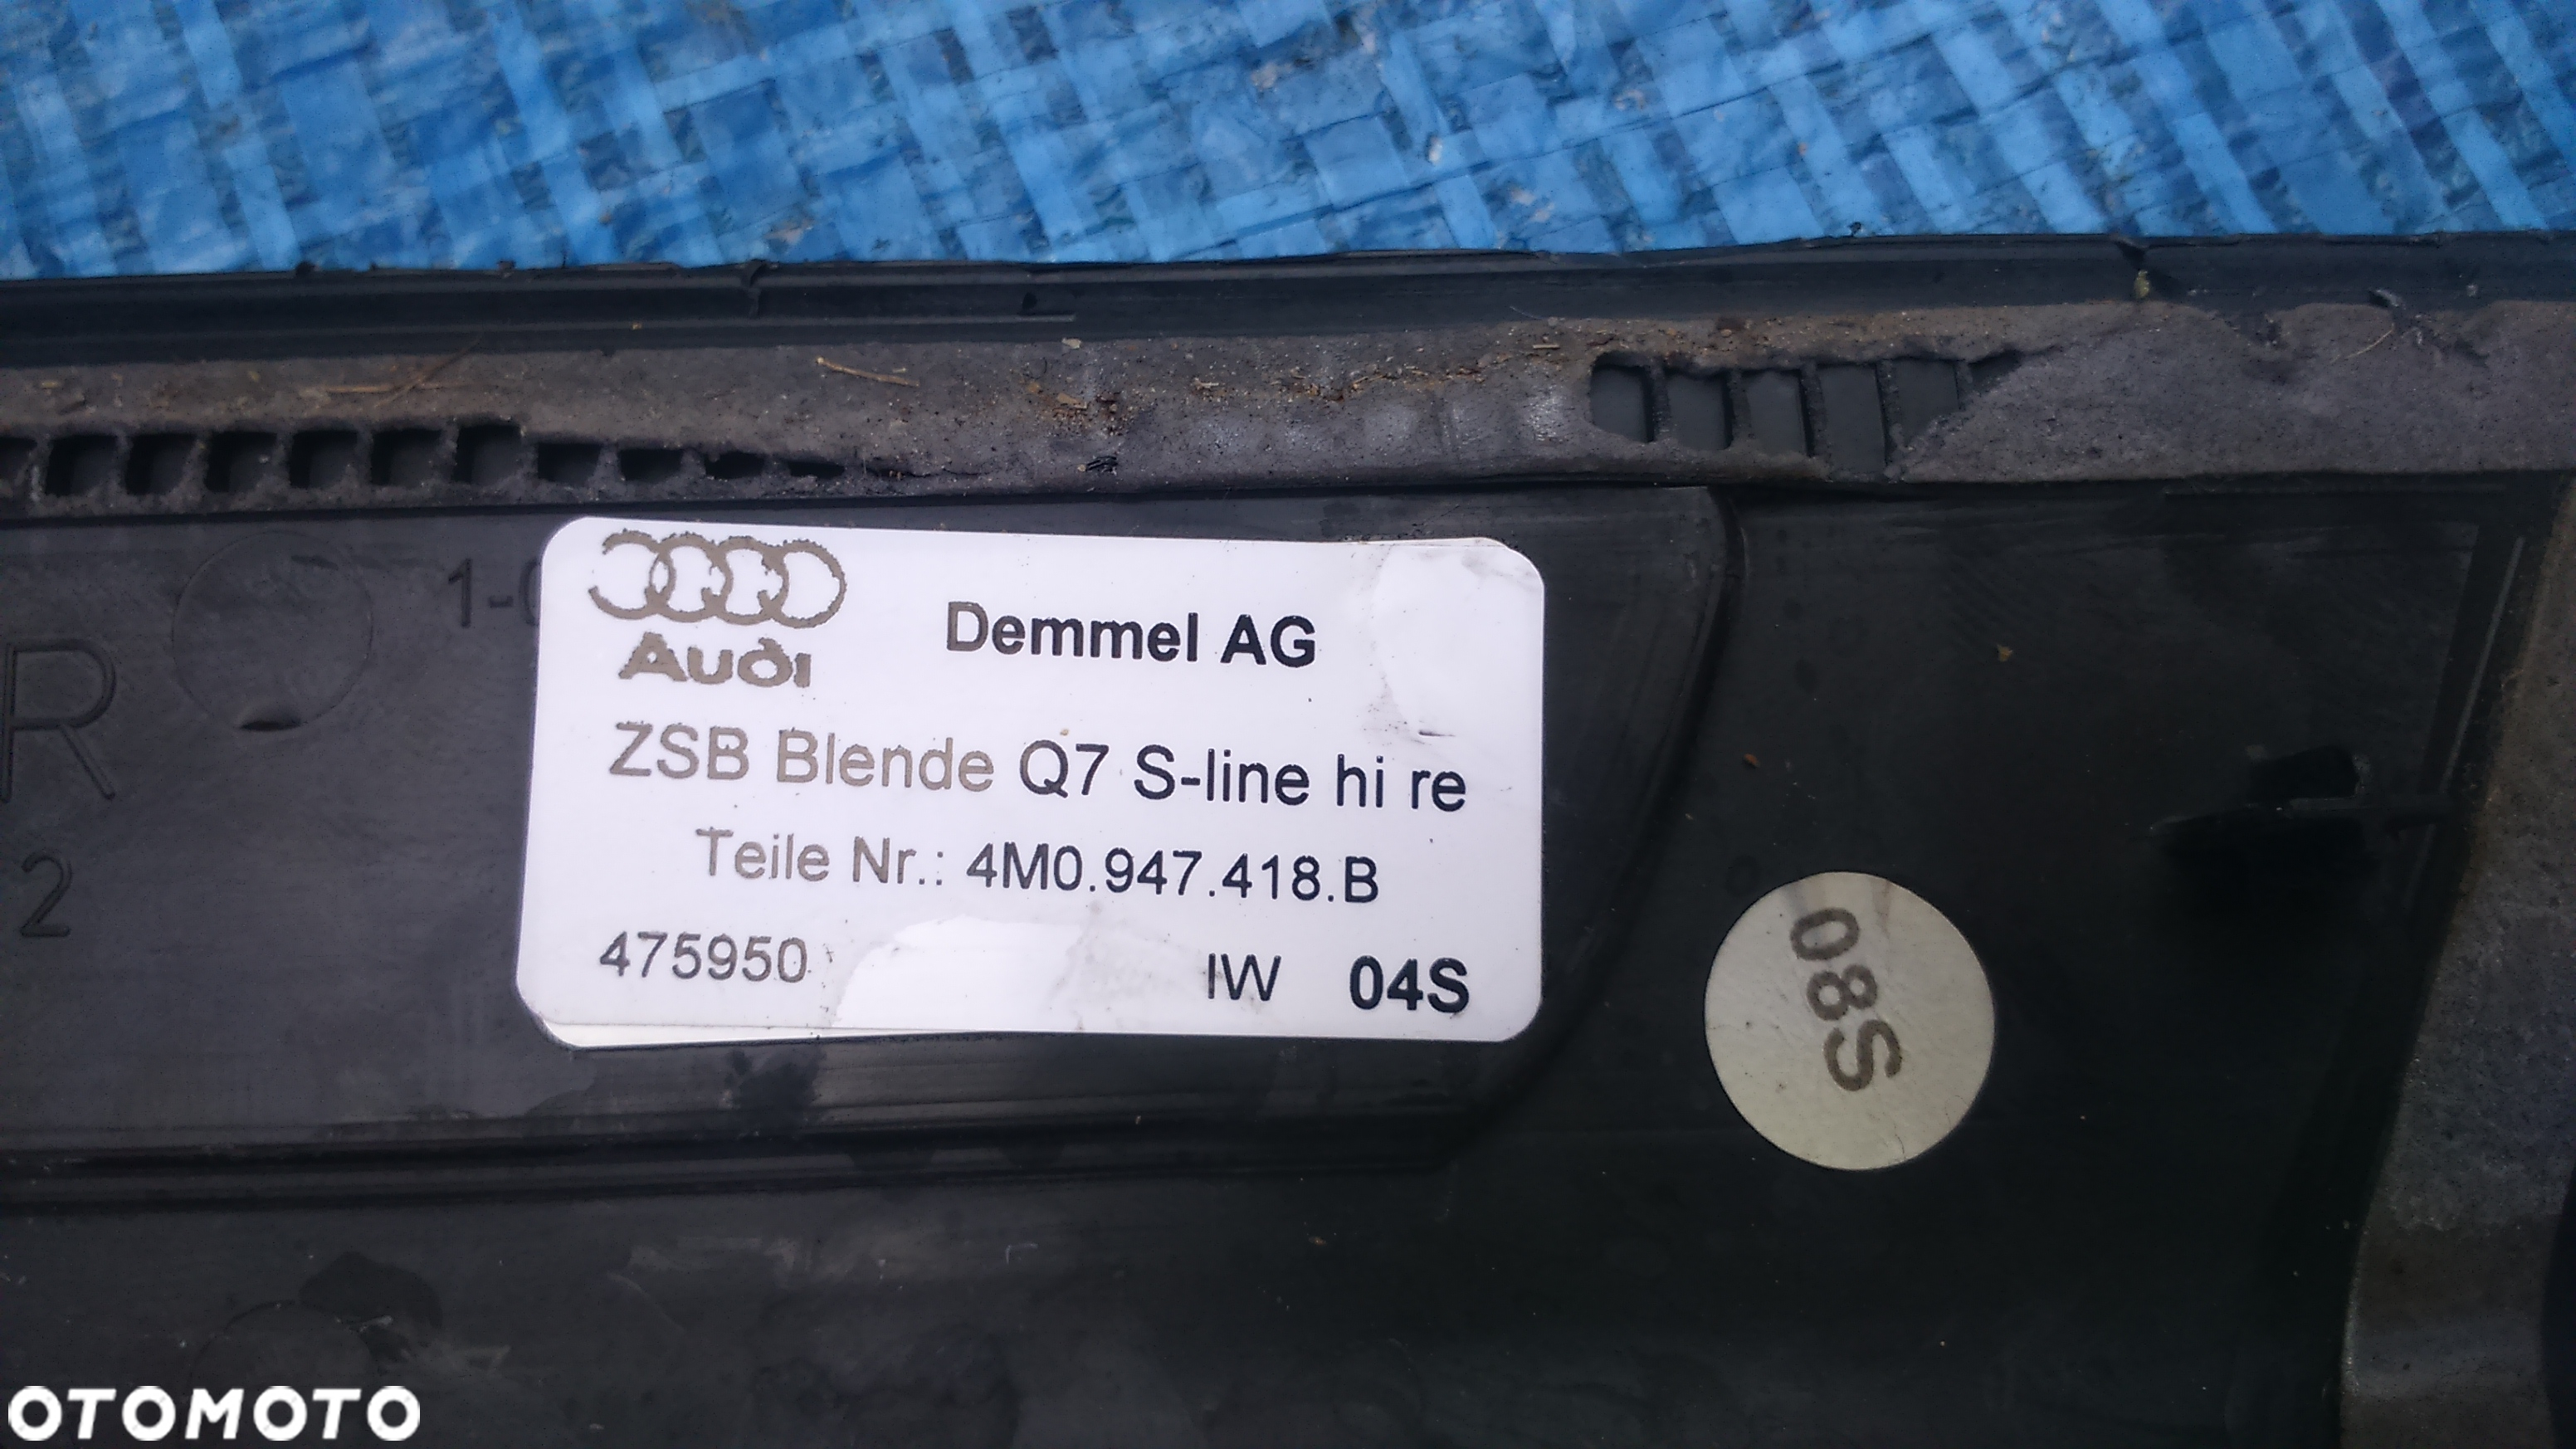 Audi
Demmel AG
ZSB Blende Q7 S-line hi re
Teile Nr.: 4M0.947.418.B
475950 IW 04S
08S
R
2
OTOMOTO